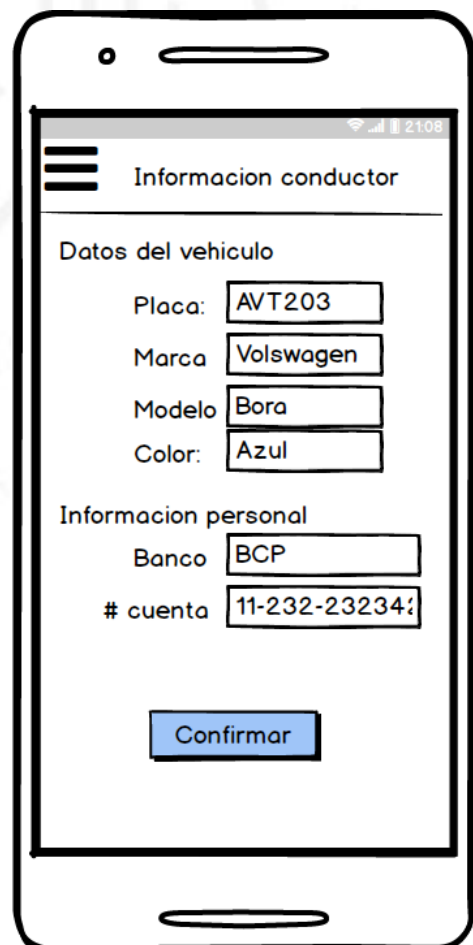 21:08
Informacion conductor
Datos del vehiculo
Placa: AVT203
Marca Volswagen
Modelo Bora
Color: Azul
Informacion personal
Banco BCP
# cuenta 11-232-232342
Confirmar